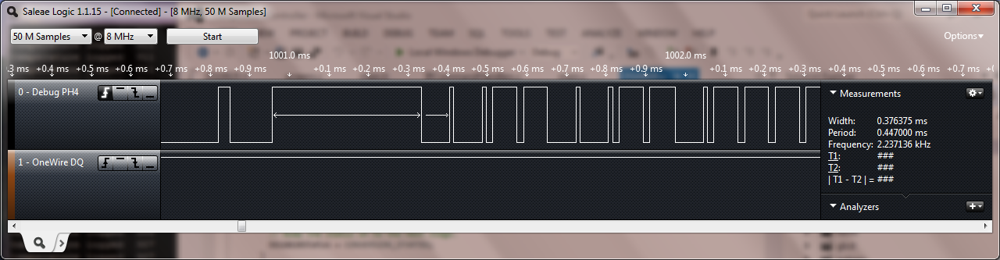 Saleae Logic 1.1.15 - [Connected] - [8 MHz, 50 M Samples]
50 M Samples @ 8 MHz Start Options
1001.0 ms 1002.0 ms
.3 ms +0.4 ms +0.5 ms +0.6 ms +0.7 ms +0.8 ms +0.9 ms +0.1 ms +0.2 ms +0.3 ms +0.4 ms +0.5 ms +0.6 ms +0.7 ms +0.8 ms +0.9 ms +0.1 ms +0.2 ms +0.3 ms +0.4 ms +0.5 ms +0.6 ms +0.7 ms
0 - Debug PH4
1 - OneWire DQ
Measurements
Width: 0.376375 ms
Period: 0.447000 ms
Frequency: 2.237136 kHz
T1: ###
T2: ###
| T1 - T2 | = ###
Analyzers